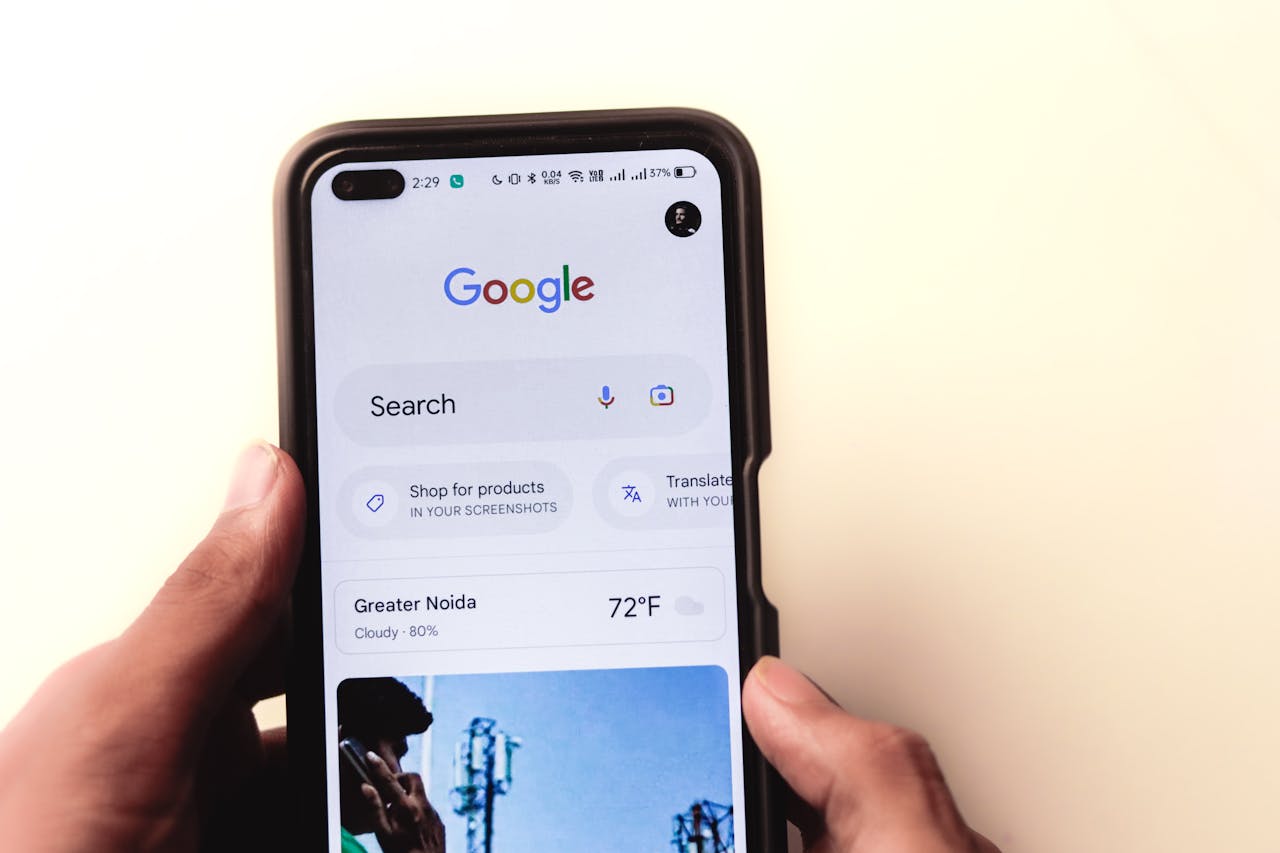 2:29
0.04
KB/S
VoD
LTE
37%
Google
Search
Shop for products
IN YOUR SCREENSHOTS
Translate
WITH YOUR
Greater Noida
72°F
Cloudy · 80%